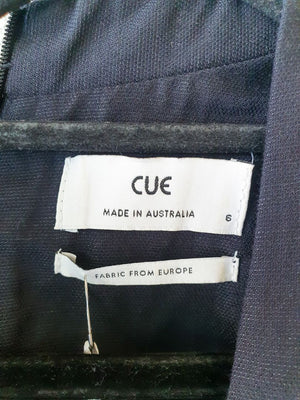 CUE
MADE IN AUSTRALIA 6
FABRIC FROM EUROPE